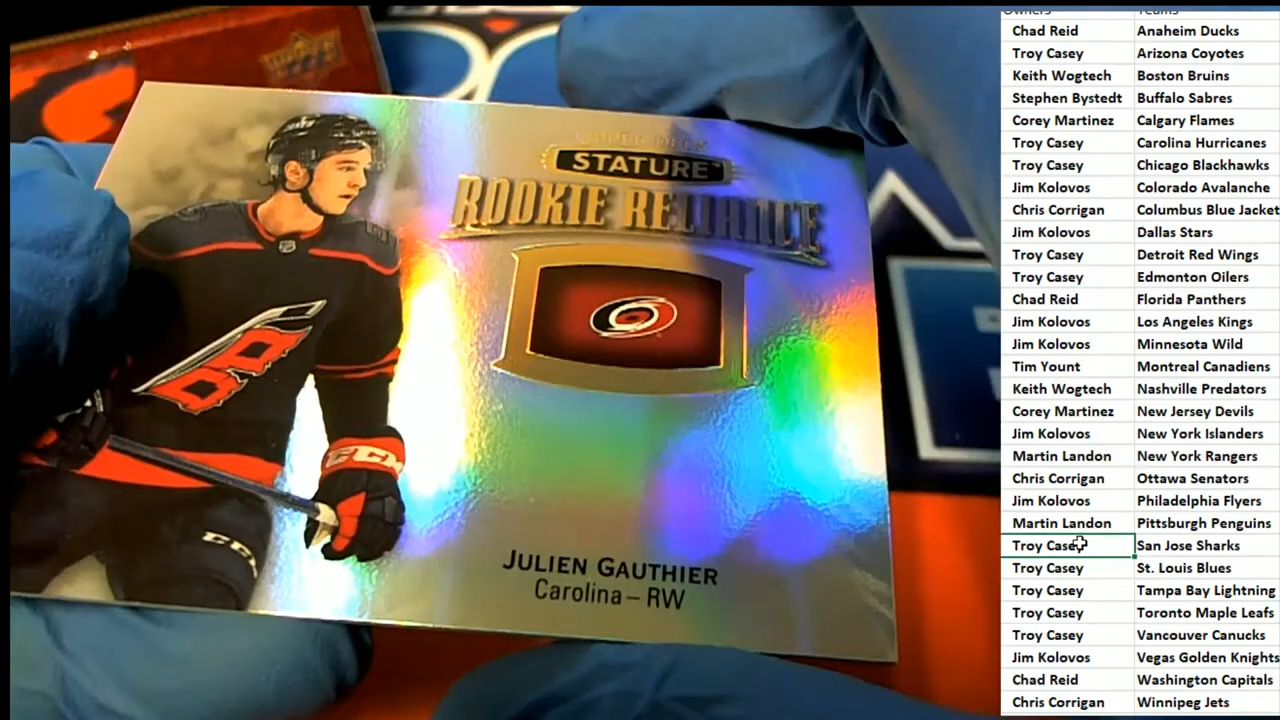 UPPER DECK
STATURE
ROOKIE RELIANCE
CCM
CCM
JULIEN GAUTHIER
Carolina – RW
Owners Teams
Chad Reid Anaheim Ducks
Troy Casey Arizona Coyotes
Keith Wogtech Boston Bruins
Stephen Bystedt Buffalo Sabres
Corey Martinez Calgary Flames
Troy Casey Carolina Hurricanes
Troy Casey Chicago Blackhawks
Jim Kolovos Colorado Avalanche
Chris Corrigan Columbus Blue Jacket
Jim Kolovos Dallas Stars
Troy Casey Detroit Red Wings
Troy Casey Edmonton Oilers
Chad Reid Florida Panthers
Jim Kolovos Los Angeles Kings
Jim Kolovos Minnesota Wild
Tim Yount Montreal Canadiens
Keith Wogtech Nashville Predators
Corey Martinez New Jersey Devils
Jim Kolovos New York Islanders
Martin Landon New York Rangers
Chris Corrigan Ottawa Senators
Jim Kolovos Philadelphia Flyers
Martin Landon Pittsburgh Penguins
Troy Casey San Jose Sharks
Troy Casey St. Louis Blues
Troy Casey Tampa Bay Lightning
Troy Casey Toronto Maple Leafs
Troy Casey Vancouver Canucks
Jim Kolovos Vegas Golden Knights
Chad Reid Washington Capitals
Chris Corrigan Winnipeg Jets